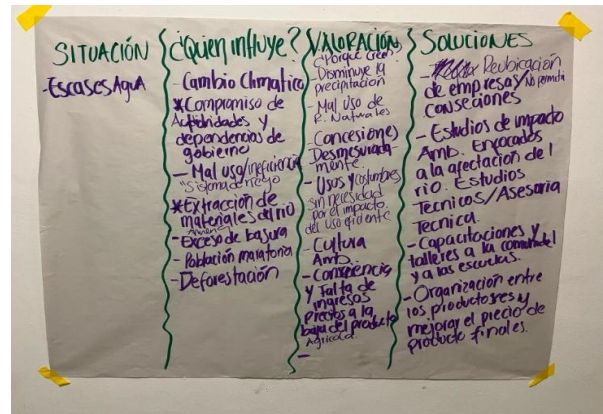 SITUACIÓN
-Escases Agua
¿Quien influye?
-Cambio Climatico
*Compromiso de
dependencias de
gobierno
-Mal uso/ineficiencia
"Sistema de riego
*Extracción de
materiales del rio
-Exceso de basura
-Población maratoria
-Deforestación
VALORACIÓN
¿Porqué creo?
-Disminuye la
precipitación
-Mal Uso de
R. Naturales
-Concesiones
Desmesurada-
mente.
-Usos y costumbres
sin necesidad
por el impacto
del uso eficiente
-Cultura
Amb.
-Consciencia
y Falta de
ingresos
precios a la
baja del producto
Agricola.
-
SOLUCIONES
- Reubicación
de empresas/No permitir
conseciones
-Estudios de impacto
Amb. Enfocados
a la afectación del
rio. Estudios
Tecnicos/Asesoria
Tecnica.
-Capacitaciones y
talleres a la comunidad
y a las escuelas.
-Organización entre
los productores y
mejorar el precio de
producto finales.